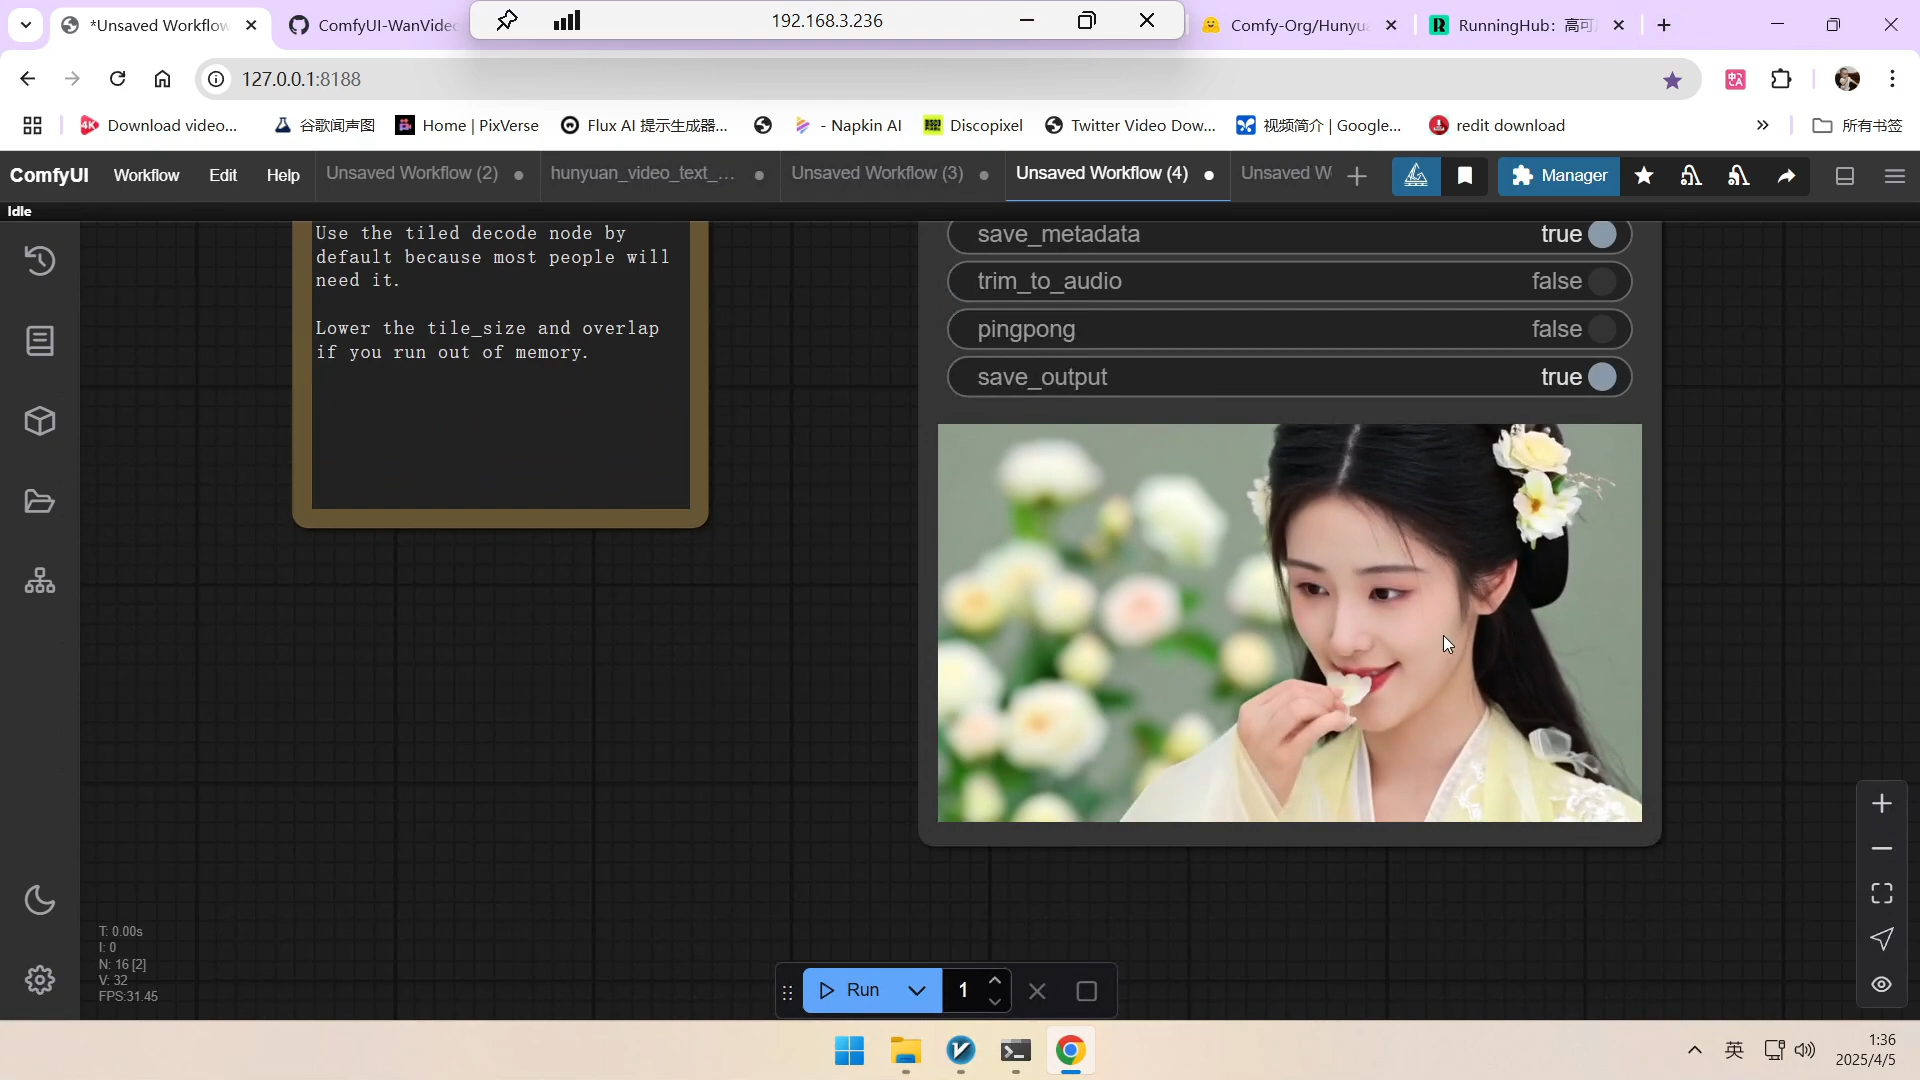 *Unsaved Workflow
ComfyUI-WanVideo
192.168.3.236
Comfy-Org/Hunyua
RunningHub：高可
127.0.0.1:8188
Download video...
谷歌闻声图
Home | PixVerse
Flux AI 提示生成器...
- Napkin AI
Discopixel
Twitter Video Dow...
视频简介 | Google...
redit download
所有书签
ComfyUI
Workflow
Edit
Help
Unsaved Workflow (2)
hunyuan_video_text_...
Unsaved Workflow (3)
Unsaved Workflow (4)
Unsaved W
Manager
Idle
Use the tiled decode node by
default because most people will
need it.
Lower the tile_size and overlap
if you run out of memory.
save_metadata true
trim_to_audio false
pingpong false
save_output true
T: 0.00s
I: 0
N: 16 [2]
V: 32
FPS:31.45
Run
1
英
1:36
2025/4/5